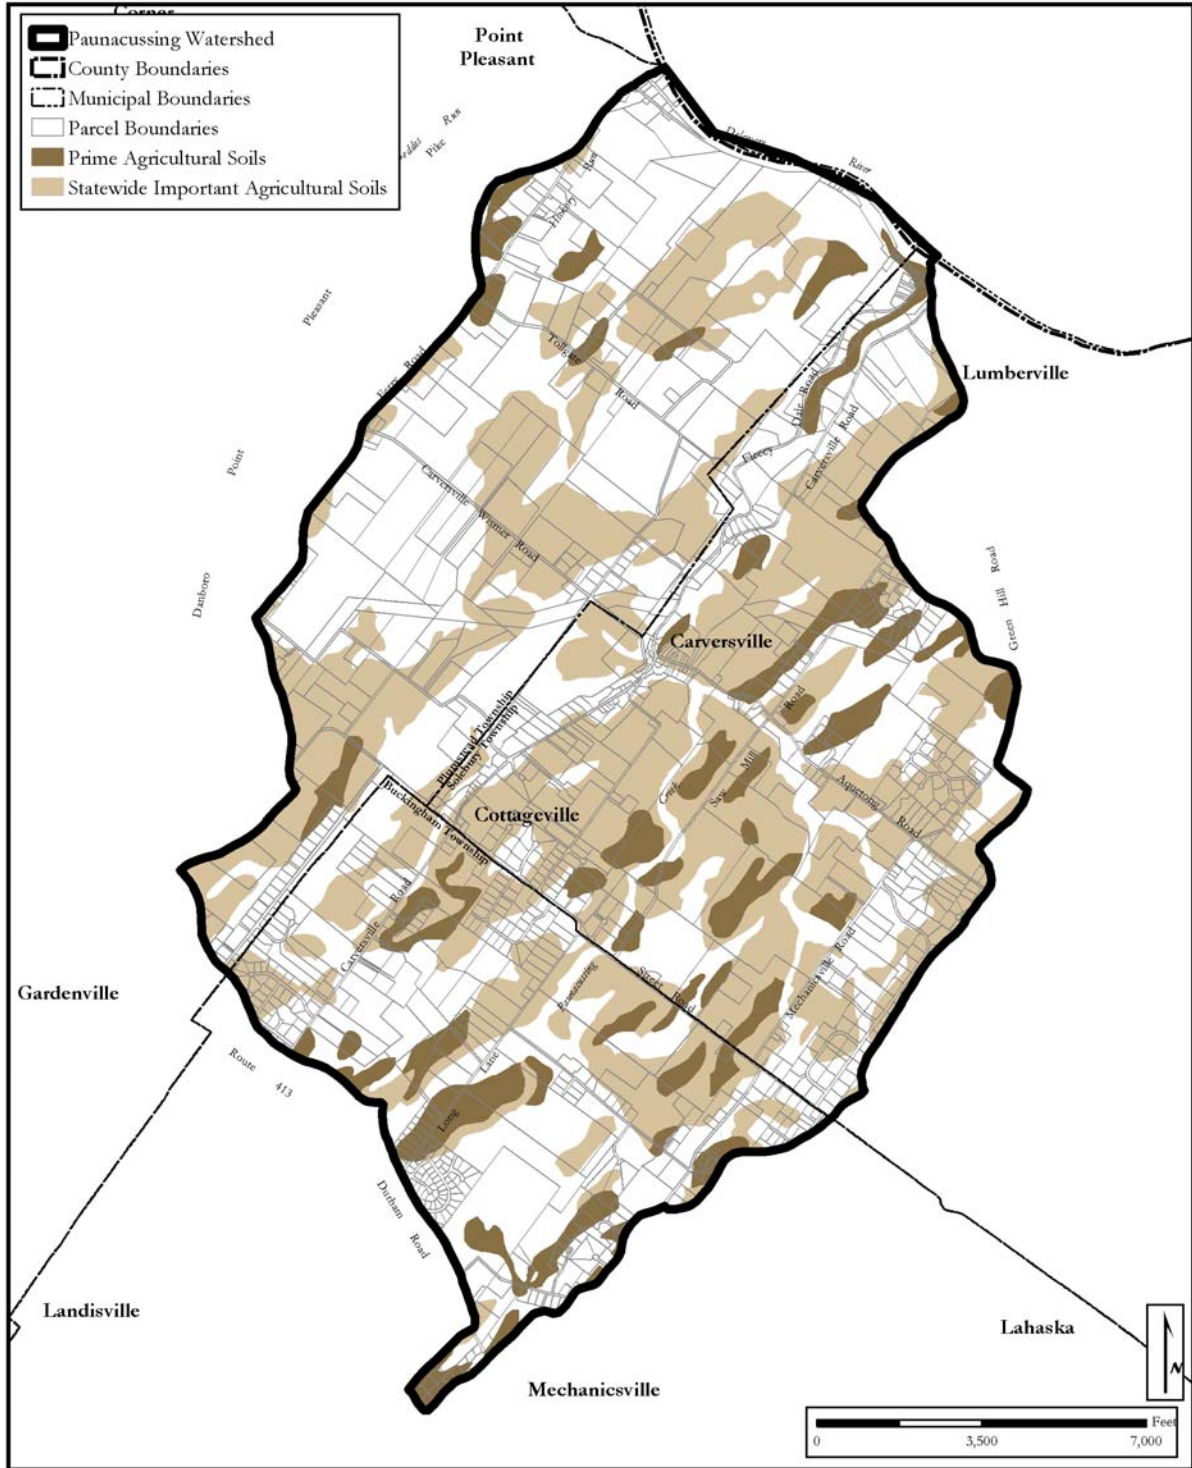 Corner
Paunacussing Watershed
County Boundaries
Municipal Boundaries
Parcel Boundaries
Prime Agricultural Soils
Statewide Important Agricultural Soils
Point
Pleasant
Run
Pike
Delaware
River
Run
Pleasant
Tollgate
Road
Ferry Road
Lumberville
Dale Road
Fleecy
Carversville Road
Point
Carversville
Wismer Road
Danboro
Green Hill Road
Carversville
Road
Plumstead Township
Solebury Township
Buckingham Township
Cottageville
Creek
Saw Mill
Aquetong
Road
Carversville Road
Gardenville
Paunacussing
Street Road
Mechanicsville Road
Route 413
Lane
Long
Durham
Road
Landisville
Lahaska
Mechanicsville
N
Feet
0 3,500 7,000